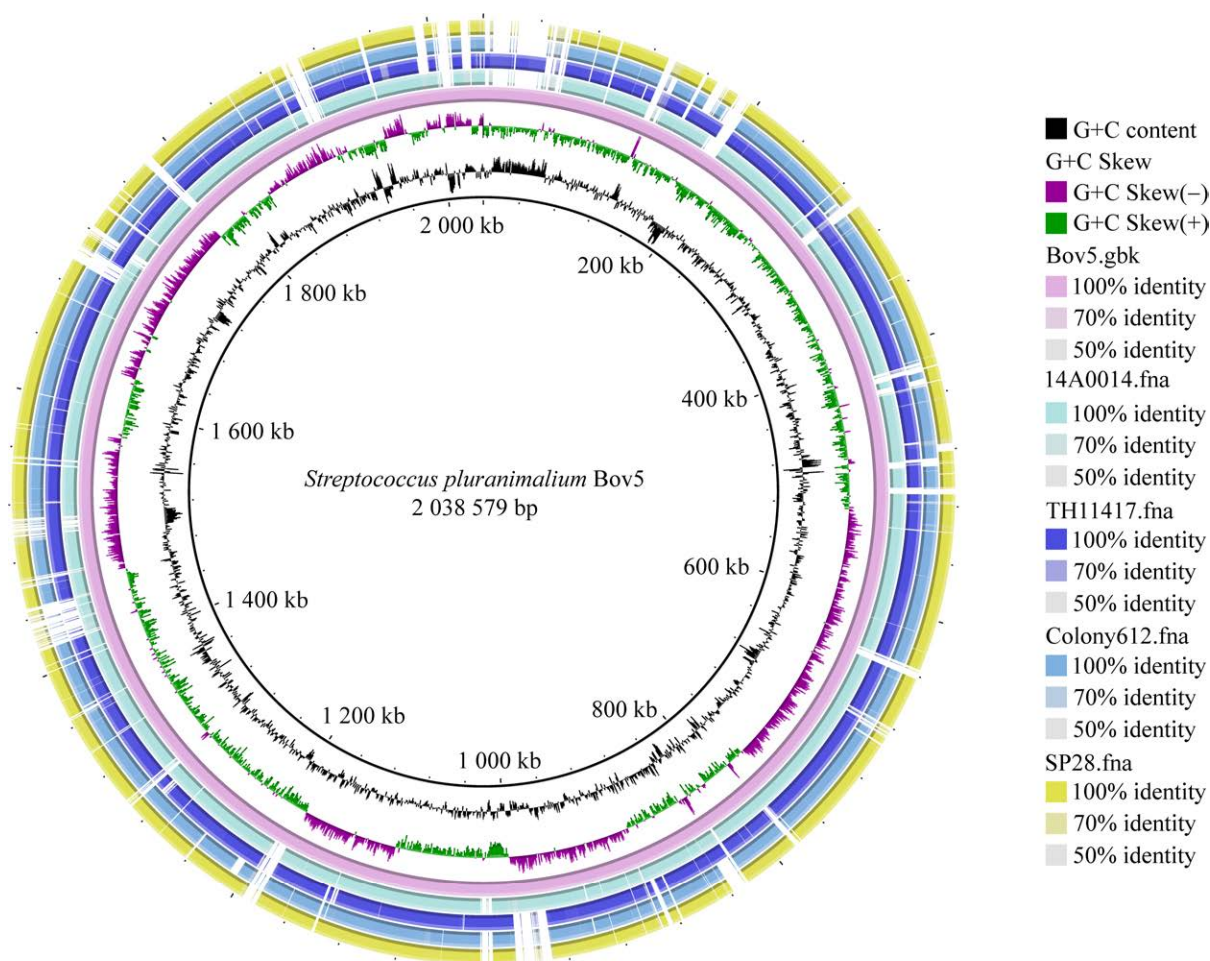 2 000 kb
200 kb
400 kb
600 kb
800 kb
1 000 kb
1 200 kb
1 400 kb
1 600 kb
1 800 kb
Streptococcus pluranimalium Bov5
2 038 579 bp
G+C content
G+C Skew
G+C Skew(−)
G+C Skew(+)
Bov5.gbk
100% identity
70% identity
50% identity
14A0014.fna
100% identity
70% identity
50% identity
TH11417.fna
100% identity
70% identity
50% identity
Colony612.fna
100% identity
70% identity
50% identity
SP28.fna
100% identity
70% identity
50% identity